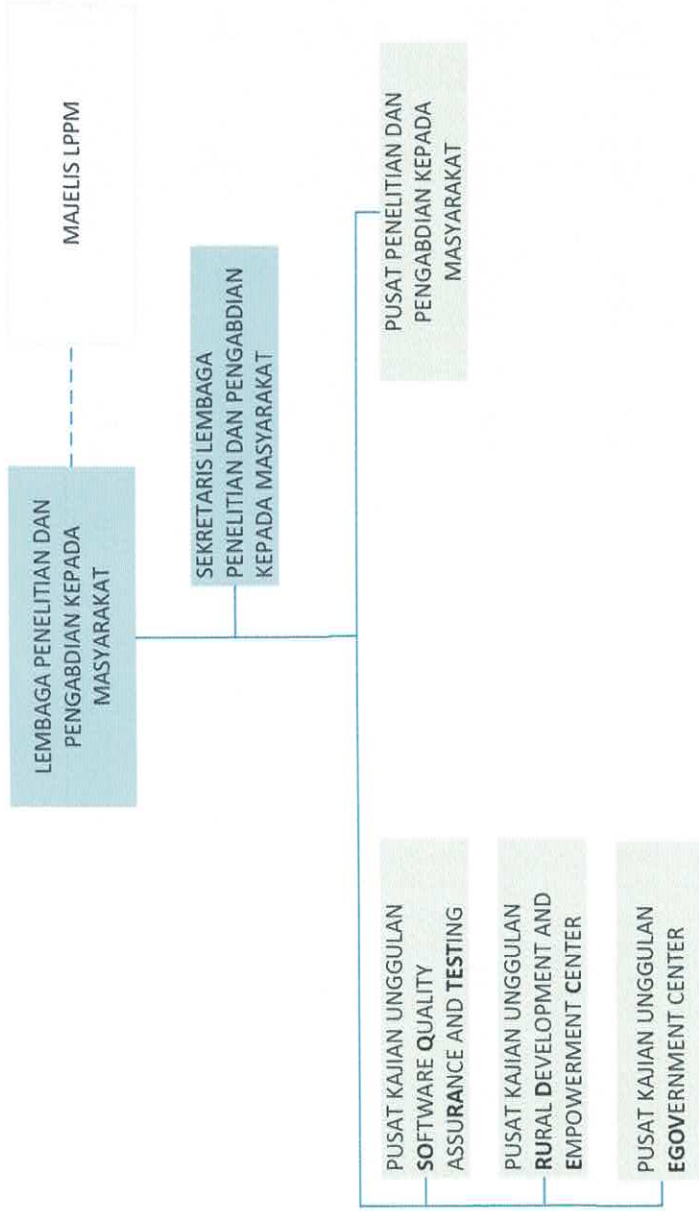 LEMBAGA PENELITIAN DAN
PENGABDIAN KEPADA
MASYARAKAT
MAJELIS LPPM
SEKRETARIS LEMBAGA
PENELITIAN DAN PENGABDIAN
KEPADA MASYARAKAT
PUSAT KAJIAN UNGGULAN
SOFTWARE QUALITY
ASSURANCE AND TESTING
PUSAT KAJIAN UNGGULAN
RURAL DEVELOPMENT AND
EMPOWERMENT CENTER
PUSAT KAJIAN UNGGULAN
EGOVERNMENT CENTER
PUSAT PENELITIAN DAN
PENGABDIAN KEPADA
MASYARAKAT